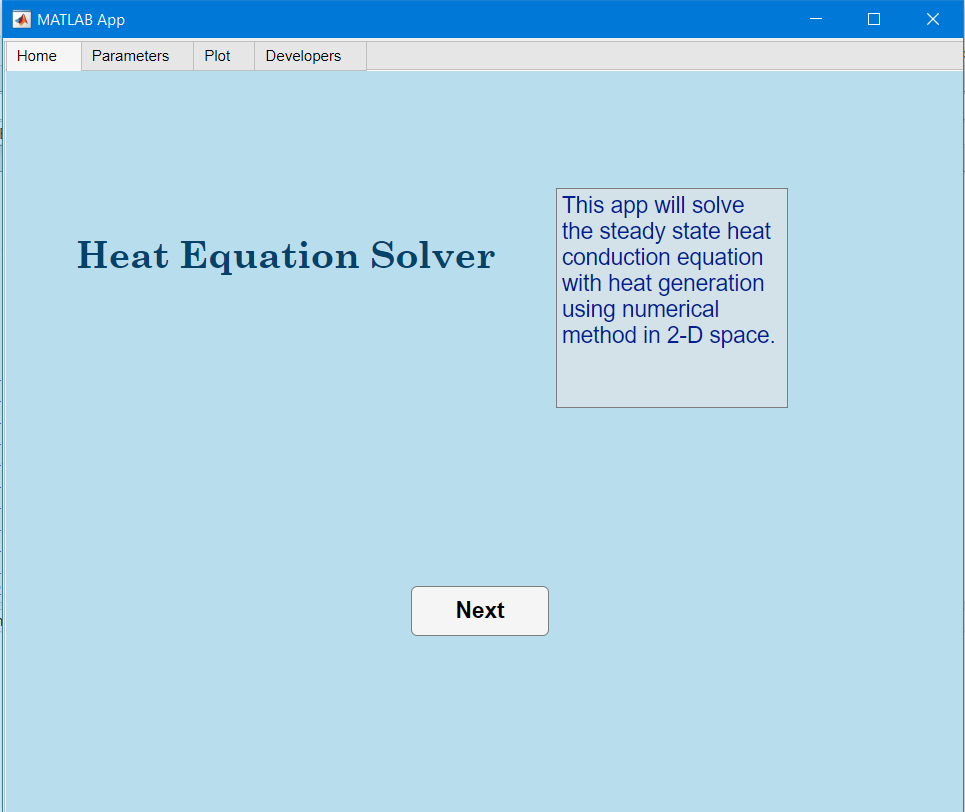 MATLAB App
Home
Parameters
Plot
Developers
Heat Equation Solver
This app will solve
the steady state heat
conduction equation
with heat generation
using numerical
method in 2-D space.
Next